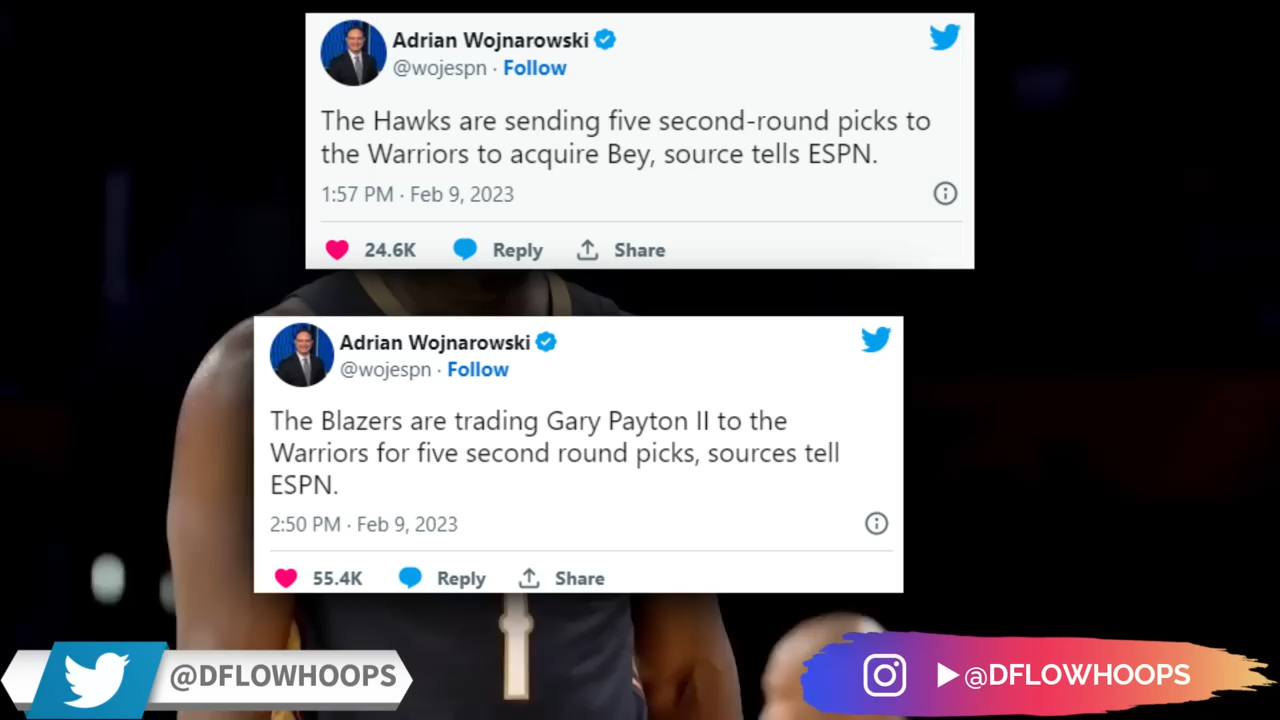 Adrian Wojnarowski
@wojespn · Follow
The Hawks are sending five second-round picks to
the Warriors to acquire Bey, source tells ESPN.
1:57 PM · Feb 9, 2023
24.6K Reply Share
Adrian Wojnarowski
@wojespn · Follow
The Blazers are trading Gary Payton II to the
Warriors for five second round picks, sources tell
ESPN.
2:50 PM · Feb 9, 2023
55.4K Reply Share
@DFLOWHOOPS
@DFLOWHOOPS